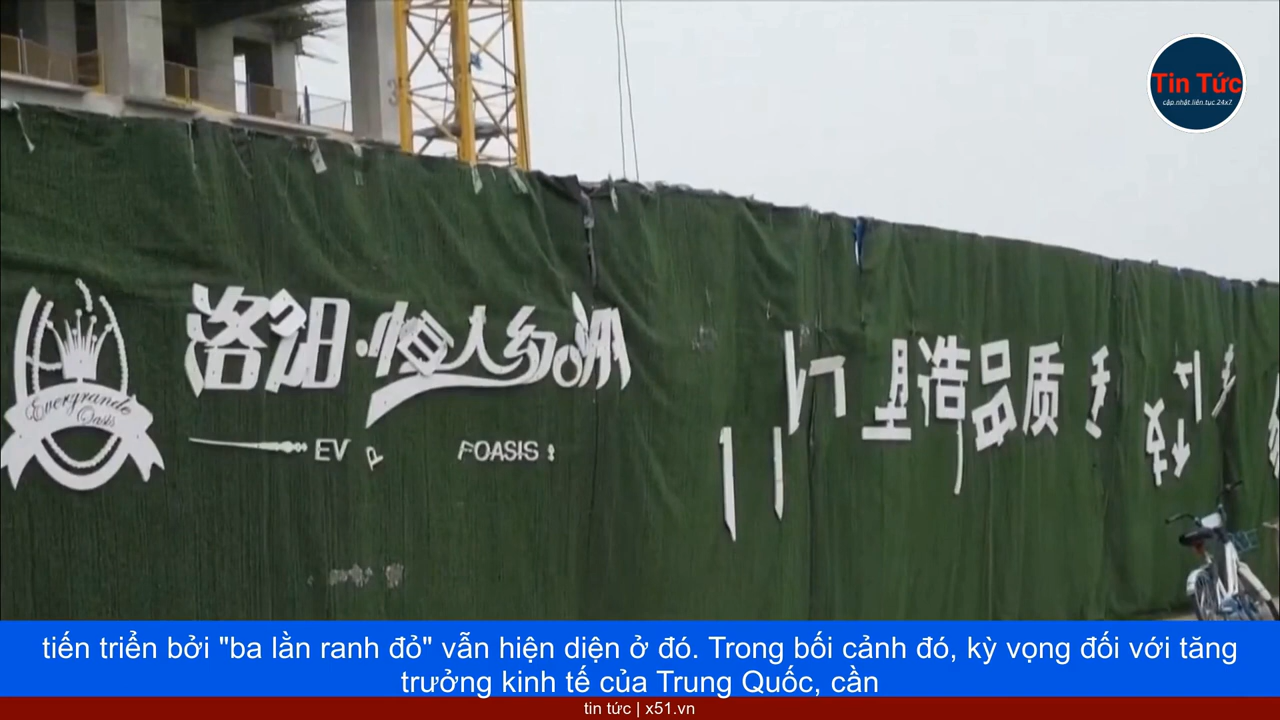 Tin Tức
cập nhật liên tục 24x7
Evergrande
Oasis
洛阳·恒大绿洲
EV
FOASIS
塑造品质
tiến triển bởi "ba lằn ranh đỏ" vẫn hiện diện ở đó. Trong bối cảnh đó, kỳ vọng đối với tăng
trưởng kinh tế của Trung Quốc, cần
tin tức | x51.vn